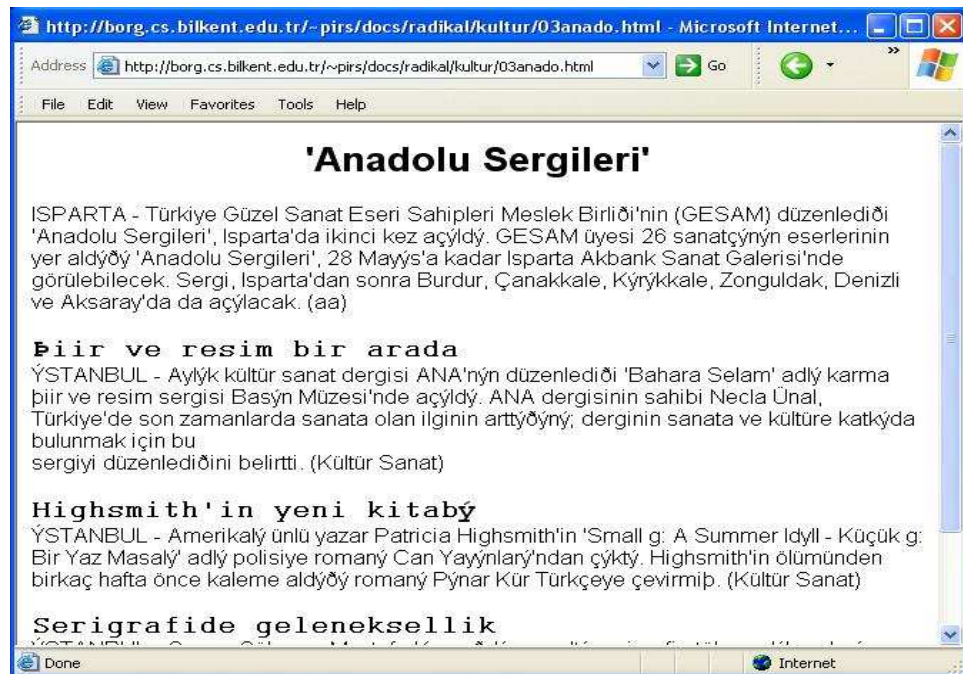 http://borg.cs.bilkent.edu.tr/~pirs/docs/radikal/kultur/03anado.html - Microsoft Internet...
Address http://borg.cs.bilkent.edu.tr/~pirs/docs/radikal/kultur/03anado.html Go »
File Edit View Favorites Tools Help
'Anadolu Sergileri'
ISPARTA - Türkiye Güzel Sanat Eseri Sahipleri Meslek Birliði'nin (GESAM) düzenlediði
'Anadolu Sergileri', Isparta'da ikinci kez açýldý. GESAM üyesi 26 sanatçýnýn eserlerinin
yer aldýðý 'Anadolu Sergileri', 28 Mayýs'a kadar Isparta Akbank Sanat Galerisi'nde
görülebilecek. Sergi, Isparta'dan sonra Burdur, Çanakkale, Kýrýkkale, Zonguldak, Denizli
ve Aksaray'da da açýlacak. (aa)
Þiir ve resim bir arada
ÝSTANBUL - Aylýk kültür sanat dergisi ANA'nýn düzenlediði 'Bahara Selam' adlý karma
þiir ve resim sergisi Basýn Müzesi'nde açýldý. ANA dergisinin sahibi Necla Ünal,
Türkiye'de son zamanlarda sanata olan ilginin arttýðýný; derginin sanata ve kültüre katkýda
bulunmak için bu
sergiyi düzenlediðini belirtti. (Kültür Sanat)
Highsmith'in yeni kitabý
ÝSTANBUL - Amerikalý ünlü yazar Patricia Highsmith'in 'Small g: A Summer Idyll - Küçük g:
Bir Yaz Masalý' adlý polisiye romaný Can Yayýnlarý'ndan çýktý. Highsmith'in ölümünden
birkaç hafta önce kaleme aldýðý romaný Pýnar Kür Türkçeye çevirmiþ. (Kültür Sanat)
Serigrafide geleneksellik
Done Internet